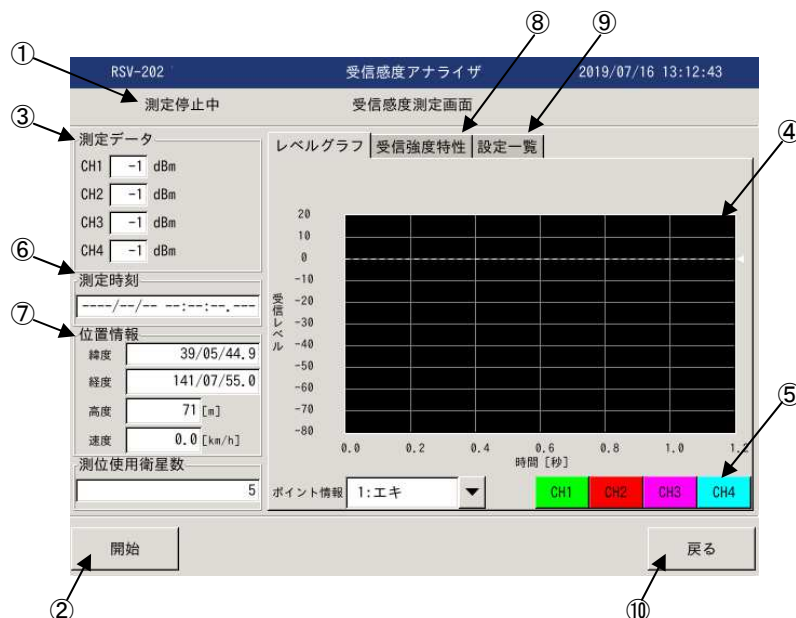 ⑧ ⑨
①
RSV-202 受信感度アナライザ 2019/07/16 13:12:43
測定停止中 受信感度測定画面
③
測定データ
CH1 -1 dBm
CH2 -1 dBm
CH3 -1 dBm
CH4 -1 dBm
⑥
測定時刻
----/--/-- --:--:--.---
⑦
位置情報
緯度 39/05/44.9
経度 141/07/55.0
高度 71 [m]
速度 0.0 [km/h]
測位使用衛星数
5
レベルグラフ 受信強度特性 設定一覧
④
20
10
0
-10
-20
-30
-40
-50
-60
-70
-80
受信レベル
0.0 0.2 0.4 0.6 0.8 1.0 1.2
時間 [秒]
⑤
ポイント情報 1:エキ CH1 CH2 CH3 CH4
開始 戻る
② ⑩